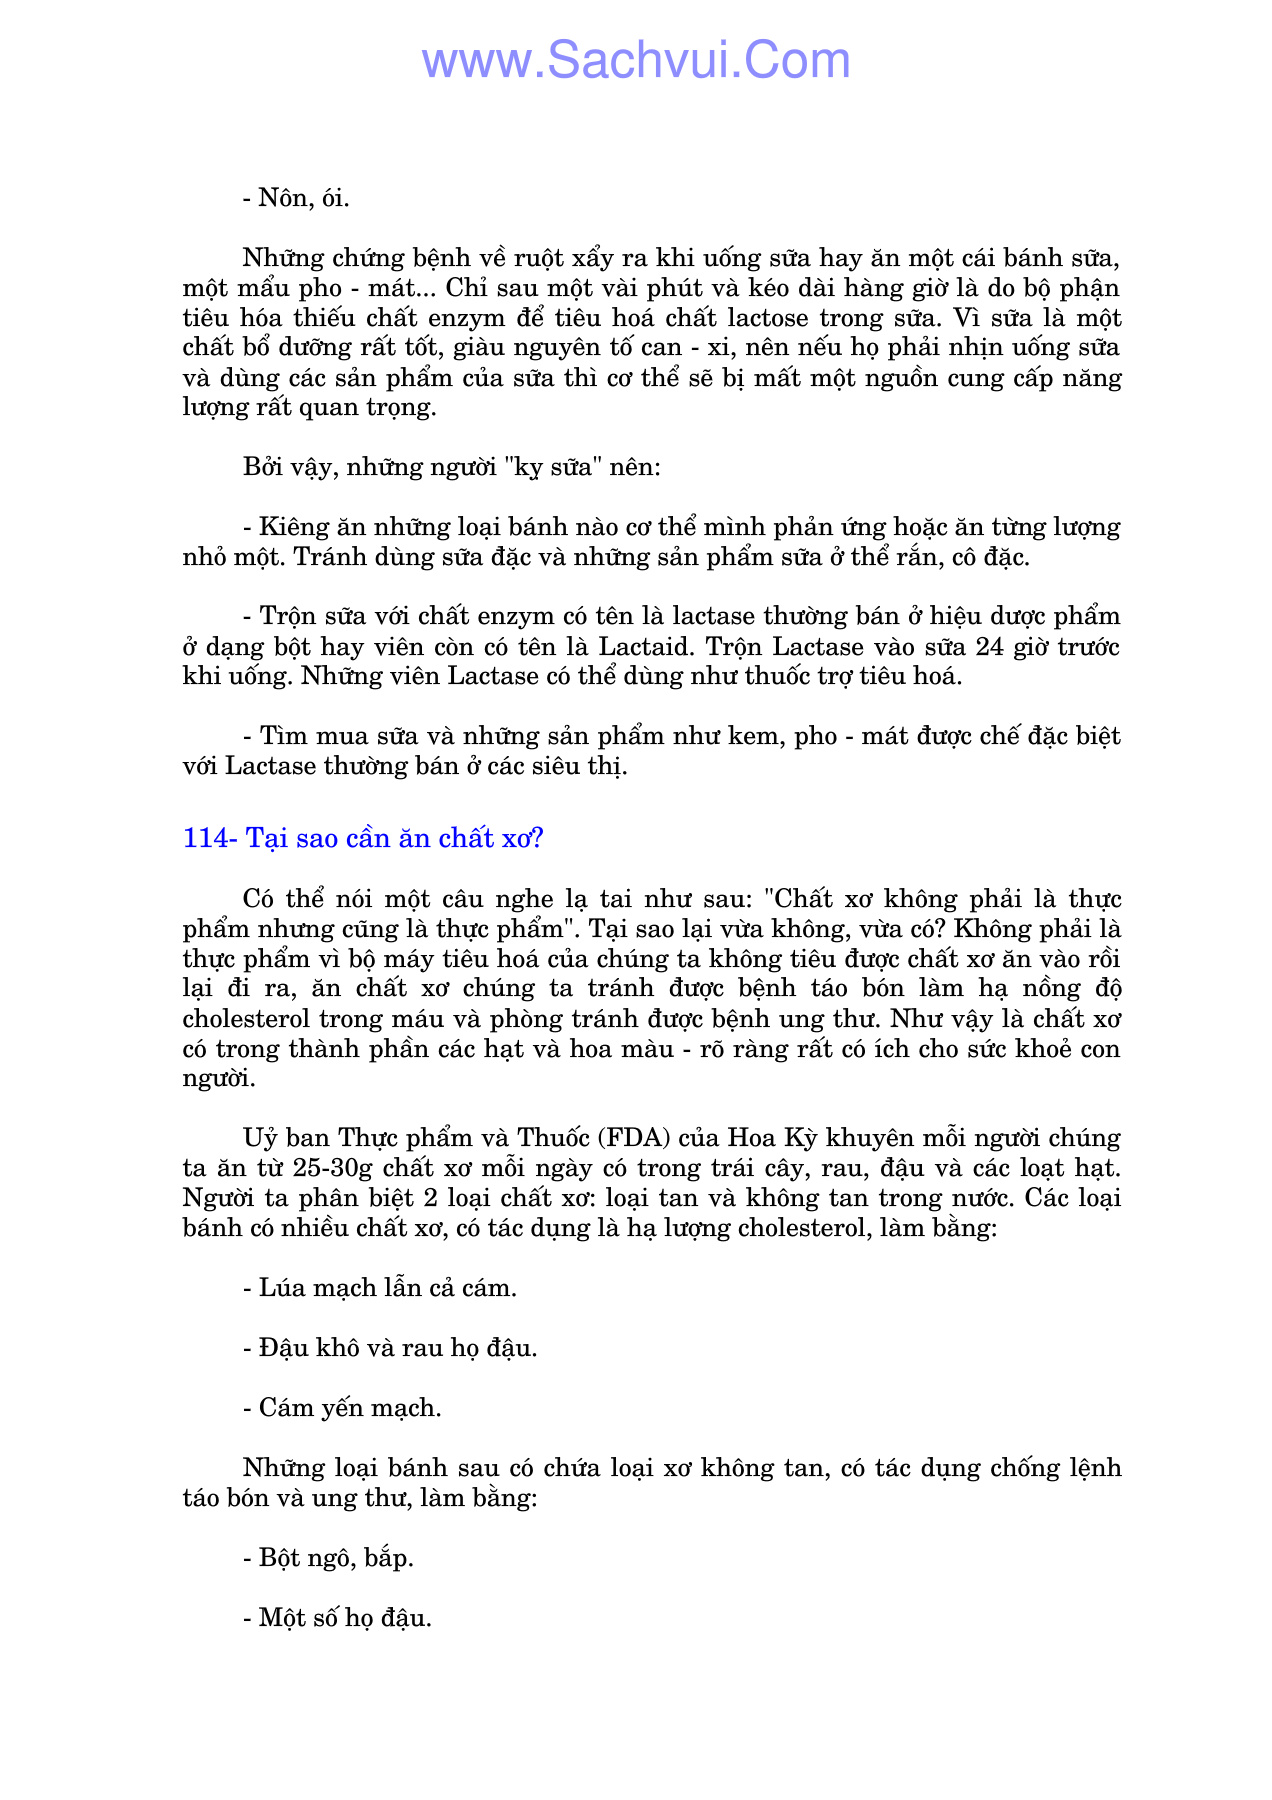 www.Sachvui.Com
- Nôn, ói.
Những chứng bệnh về ruột xẩy ra khi uống sữa hay ăn một cái bánh sữa,
một mẩu pho - mát... Chỉ sau một vài phút và kéo dài hàng giờ là do bộ phận
tiêu hóa thiếu chất enzym để tiêu hoá chất lactose trong sữa. Vì sữa là một
chất bổ dưỡng rất tốt, giàu nguyên tố can - xi, nên nếu họ phải nhịn uống sữa
và dùng các sản phẩm của sữa thì cơ thể sẽ bị mất một nguồn cung cấp năng
lượng rất quan trọng.
Bởi vậy, những người "kỵ sữa" nên:
- Kiêng ăn những loại bánh nào cơ thể mình phản ứng hoặc ăn từng lượng
nhỏ một. Tránh dùng sữa đặc và những sản phẩm sữa ở thể rắn, cô đặc.
- Trộn sữa với chất enzym có tên là lactase thường bán ở hiệu dược phẩm
ở dạng bột hay viên còn có tên là Lactaid. Trộn Lactase vào sữa 24 giờ trước
khi uống. Những viên Lactase có thể dùng như thuốc trợ tiêu hoá.
- Tìm mua sữa và những sản phẩm như kem, pho - mát được chế đặc biệt
với Lactase thường bán ở các siêu thị.
114- Tại sao cần ăn chất xơ?
Có thể nói một câu nghe lạ tai như sau: "Chất xơ không phải là thực
phẩm nhưng cũng là thực phẩm". Tại sao lại vừa không, vừa có? Không phải là
thực phẩm vì bộ máy tiêu hoá của chúng ta không tiêu được chất xơ ăn vào rồi
lại đi ra, ăn chất xơ chúng ta tránh được bệnh táo bón làm hạ nồng độ
cholesterol trong máu và phòng tránh được bệnh ung thư. Như vậy là chất xơ
có trong thành phần các hạt và hoa màu - rõ ràng rất có ích cho sức khoẻ con
người.
Uỷ ban Thực phẩm và Thuốc (FDA) của Hoa Kỳ khuyên mỗi người chúng
ta ăn từ 25-30g chất xơ mỗi ngày có trong trái cây, rau, đậu và các loạt hạt.
Người ta phân biệt 2 loại chất xơ: loại tan và không tan trong nước. Các loại
bánh có nhiều chất xơ, có tác dụng là hạ lượng cholesterol, làm bằng:
- Lúa mạch lẫn cả cám.
- Đậu khô và rau họ đậu.
- Cám yến mạch.
Những loại bánh sau có chứa loại xơ không tan, có tác dụng chống lệnh
táo bón và ung thư, làm bằng:
- Bột ngô, bắp.
- Một số họ đậu.